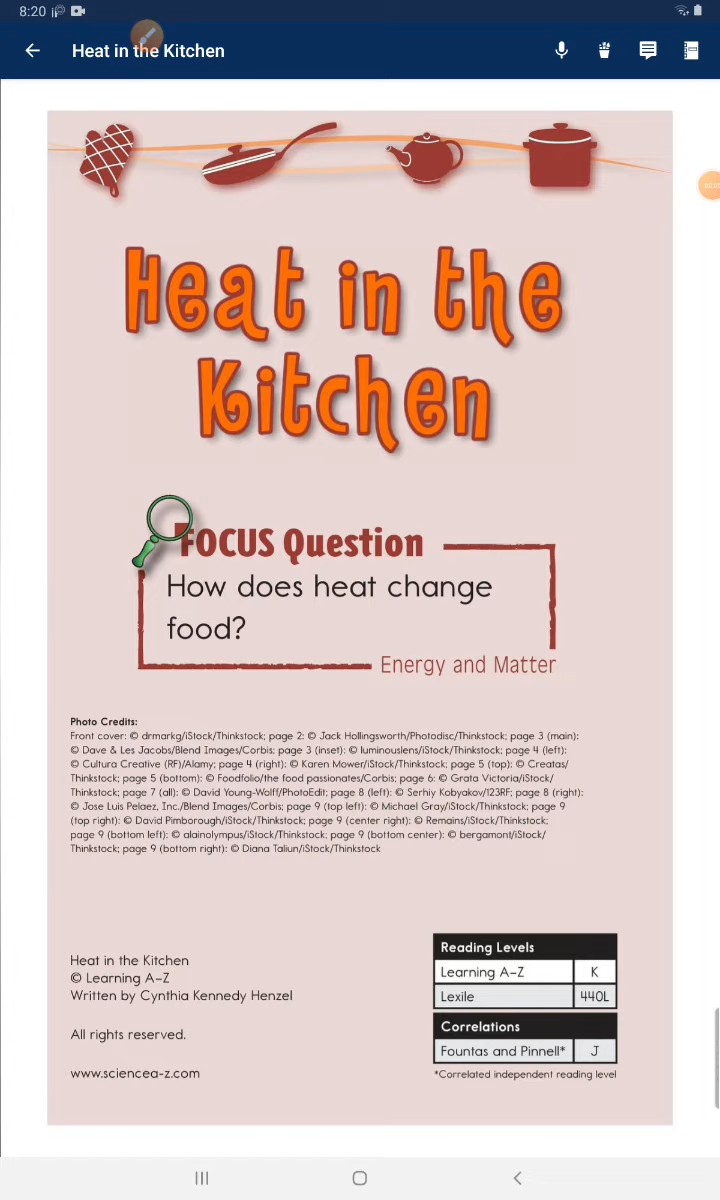 8:20
Heat in the Kitchen
Heat in the
Kitchen
FOCUS Question
How does heat change
food?
Energy and Matter
Photo Credits:
Front cover: © drmarkg/iStock/Thinkstock; page 2: © Jack Hollingsworth/Photodisc/Thinkstock; page 3 (main):
© Dave & Les Jacobs/Blend Images/Corbis; page 3 (inset): © luminouslens/iStock/Thinkstock; page 4 (left):
© Cultura Creative (RF)/Alamy; page 4 (right): © Karen Mower/iStock/Thinkstock; page 5 (top): © Creatas/
Thinkstock; page 5 (bottom): © Foodfolio/the food passionates/Corbis; page 6: © Grata Victoria/iStock/
Thinkstock; page 7 (all): © David Young-Wolff/PhotoEdit; page 8 (left): © Serhiy Kobyakov/123RF; page 8 (right):
© Jose Luis Pelaez, Inc./Blend Images/Corbis; page 9 (top left): © Michael Gray/iStock/Thinkstock; page 9
(top right): © David Pimborough/iStock/Thinkstock; page 9 (center right): © Remains/iStock/Thinkstock;
page 9 (bottom left): © alainolympus/iStock/Thinkstock; page 9 (bottom center): © bergamont/iStock/
Thinkstock; page 9 (bottom right): © Diana Taliun/iStock/Thinkstock
Heat in the Kitchen
© Learning A–Z
Written by Cynthia Kennedy Henzel
All rights reserved.
www.sciencea-z.com
Reading Levels
Learning A–Z K
Lexile 440L
Correlations
Fountas and Pinnell* J
*Correlated independent reading level